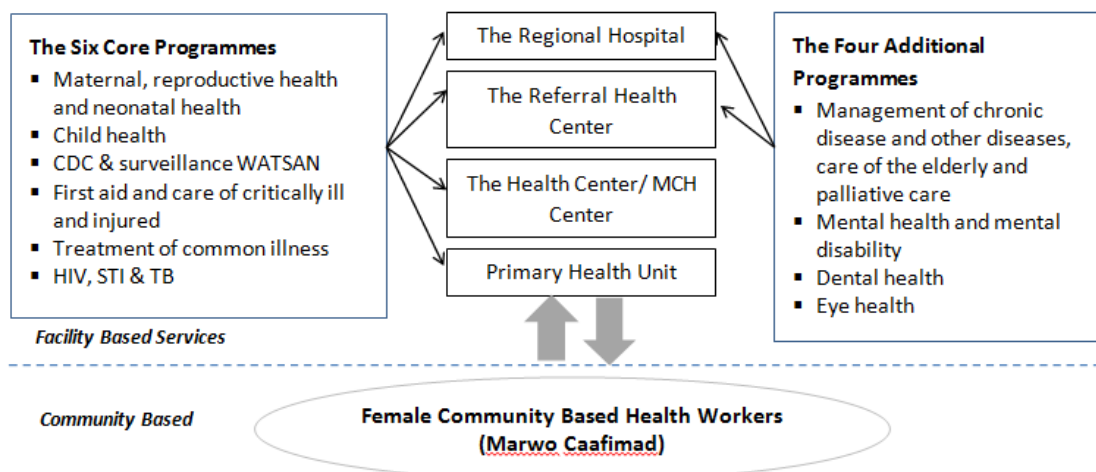 The Six Core Programmes
▪ Maternal, reproductive health
and neonatal health
▪ Child health
▪ CDC & surveillance WATSAN
▪ First aid and care of critically ill
and injured
▪ Treatment of common illness
▪ HIV, STI & TB
Facility Based Services
The Regional Hospital
The Referral Health
Center
The Health Center/ MCH
Center
Primary Health Unit
The Four Additional
Programmes
▪ Management of chronic
disease and other diseases,
care of the elderly and
palliative care
▪ Mental health and mental
disability
▪ Dental health
▪ Eye health
Community Based
Female Community Based Health Workers
(Marwo Caafimad)